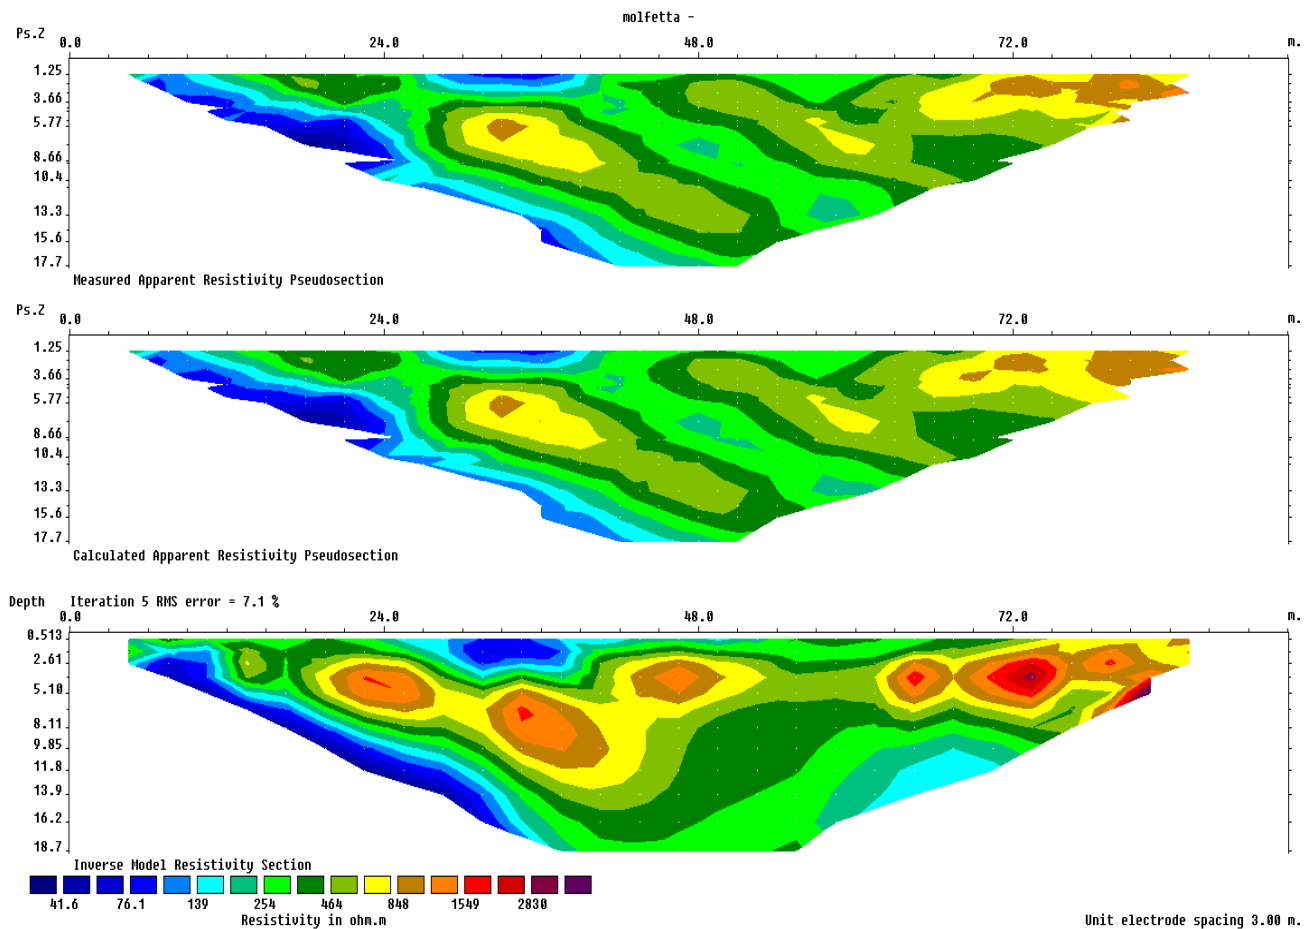 molfetta -
Ps.Z 0.0 24.0 48.0 72.0 m.
1.25
3.66
5.77
8.66
10.4
13.3
15.6
17.7
Measured Apparent Resistivity Pseudosection
Ps.Z 0.0 24.0 48.0 72.0 m.
1.25
3.66
5.77
8.66
10.4
13.3
15.6
17.7
Calculated Apparent Resistivity Pseudosection
Depth Iteration 5 RMS error = 7.1 %
0.0 24.0 48.0 72.0 m.
0.513
2.61
5.10
8.11
9.85
11.8
13.9
16.2
18.7
Inverse Model Resistivity Section
41.6 76.1 139 254 464 848 1549 2830
Resistivity in ohm.m
Unit electrode spacing 3.00 m.